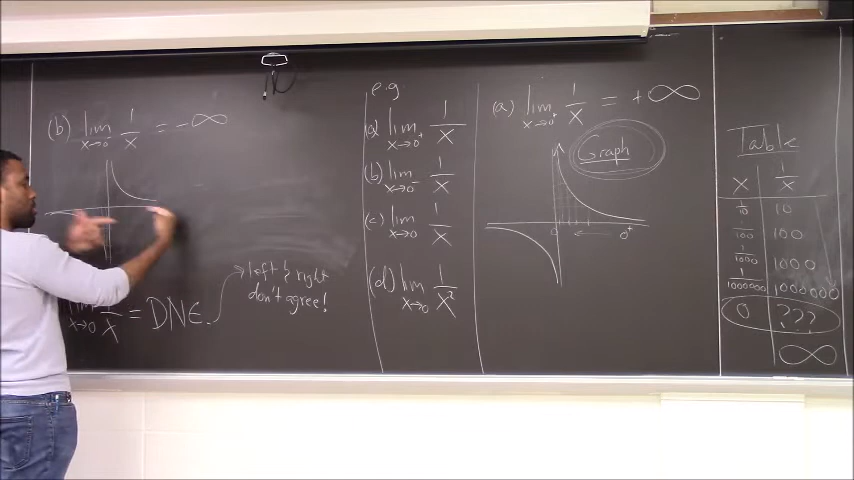 (b) lim x→0⁻ 1/x = -∞
lim x→0 1/x = DNE.
left & right
don't agree!
e.g
(a) lim x→0⁺ 1/x
(b) lim x→0⁻ 1/x
(c) lim x→0 1/x
(d) lim x→0 1/x²
(a) lim x→0⁺ 1/x = +∞
Graph
0 0⁺
Table
x 1/x
1/10 10
1/100 100
1/1000 1000
1/1000000 1000000
0 ???
∞